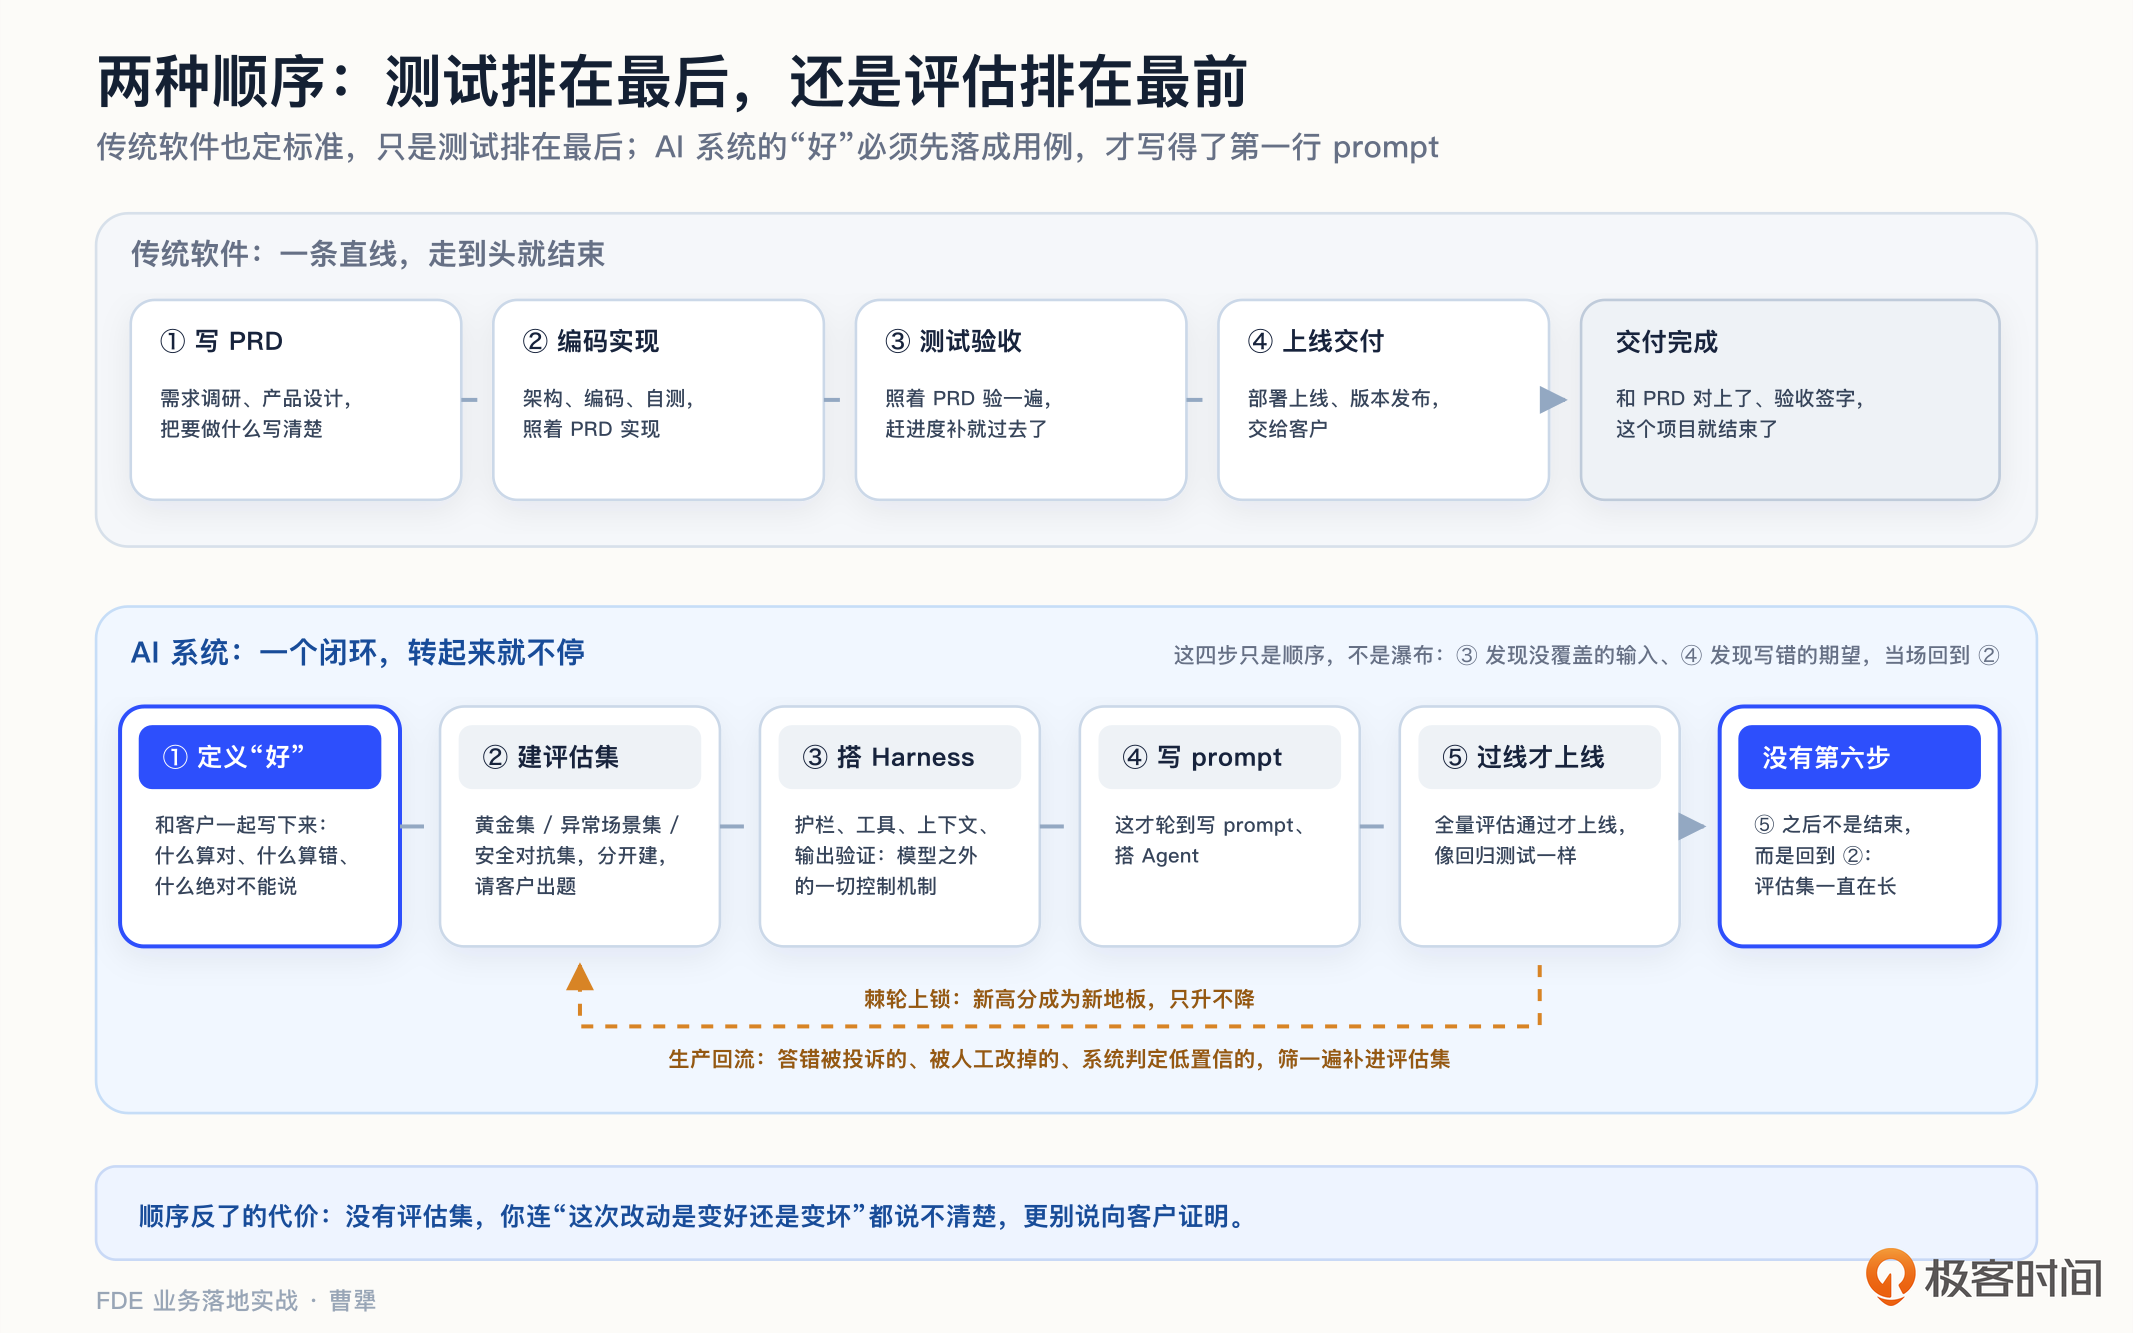 两种顺序：测试排在最后，还是评估排在最前
传统软件也定标准，只是测试排在最后；AI 系统的“好”必须先落成用例，才写得了第一行 prompt
传统软件：一条直线，走到头就结束
① 写 PRD
需求调研、产品设计，
把要做什么写清楚
② 编码实现
架构、编码、自测，
照着 PRD 实现
③ 测试验收
照着 PRD 验一遍，
赶进度补就过去了
④ 上线交付
部署上线、版本发布，
交给客户
交付完成
和 PRD 对上了、验收签字，
这个项目就结束了
AI 系统：一个闭环，转起来就不停
这四步只是顺序，不是瀑布：③ 发现没覆盖的输入、④ 发现写错的期望，当场回到 ②
① 定义“好”
和客户一起写下来：
什么算对、什么算错、
什么绝对不能说
② 建评估集
黄金集 / 异常场景集 /
安全对抗集，分开建，
请客户出题
③ 搭 Harness
护栏、工具、上下文、
输出验证：模型之外
的一切控制机制
④ 写 prompt
这才轮到写 prompt、
搭 Agent
⑤ 过线才上线
全量评估通过才上线，
像回归测试一样
没有第六步
⑤ 之后不是结束，
而是回到 ②：
评估集一直在长
棘轮上锁：新高分成为新地板，只升不降
生产回流：答错被投诉的、被人工改掉的、系统判定低置信的，筛一遍补进评估集
顺序反了的代价：没有评估集，你连“这次改动是变好还是变坏”都说不清楚，更别说向客户证明。
FDE 业务落地实战 · 曹犟
极客时间